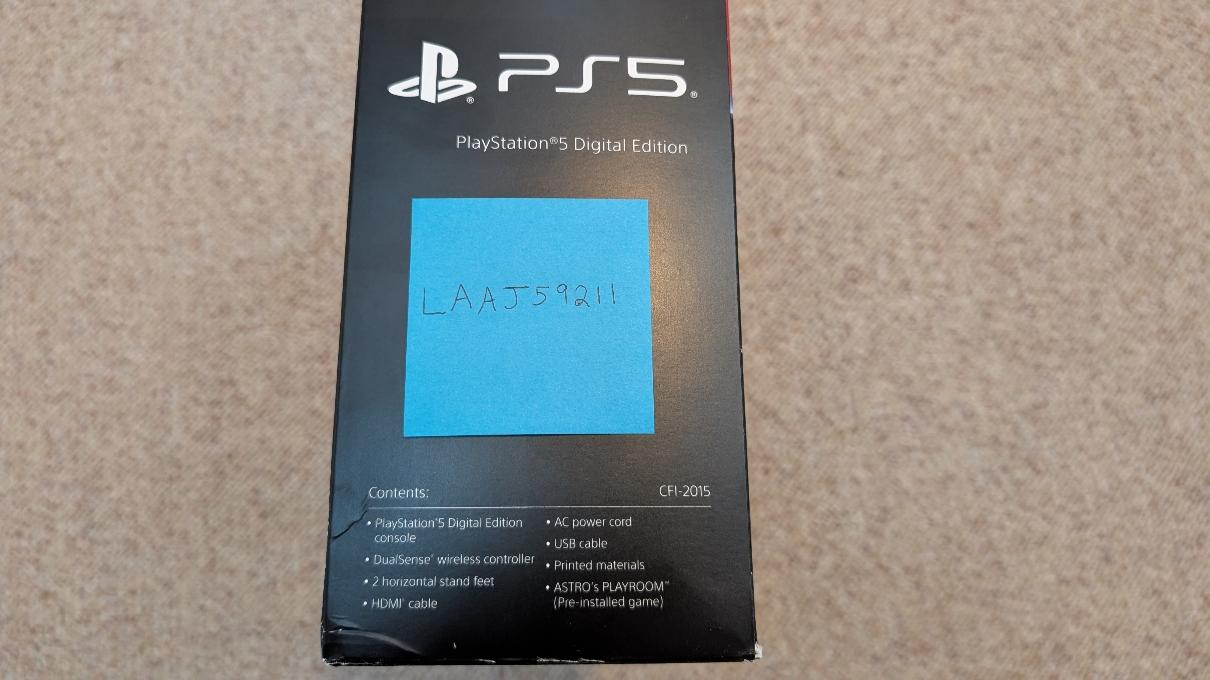 PS5®
PlayStation®5 Digital Edition
LAAJ59211
Contents:
CFI-2015
• PlayStation®5 Digital Edition
console
• DualSense™ wireless controller
• 2 horizontal stand feet
• HDMI® cable
• AC power cord
• USB cable
• Printed materials
• ASTRO's PLAYROOM™
(Pre-installed game)